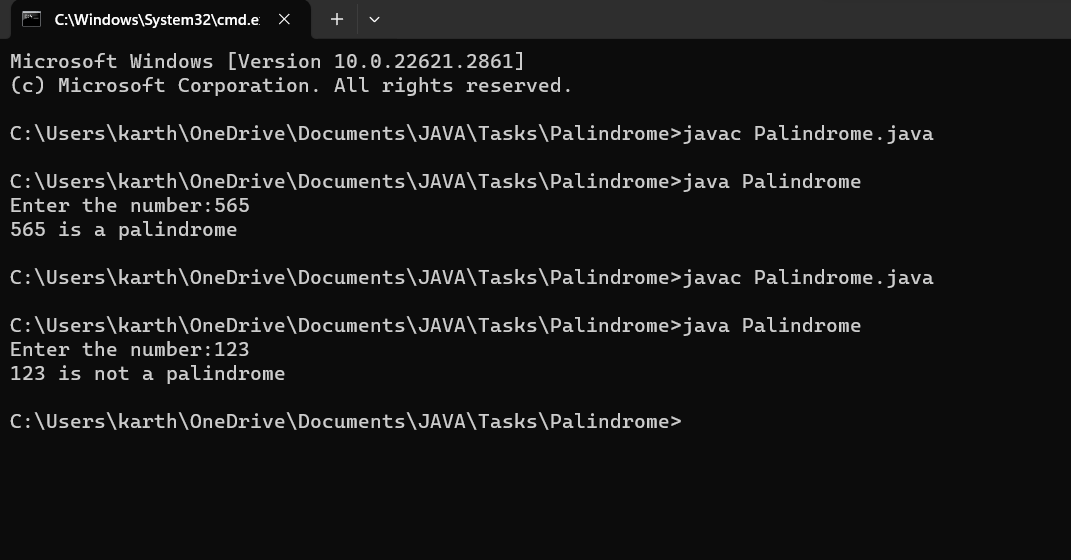 C:\Windows\System32\cmd.e
Microsoft Windows [Version 10.0.22621.2861]
(c) Microsoft Corporation. All rights reserved.
C:\Users\karth\OneDrive\Documents\JAVA\Tasks\Palindrome>javac Palindrome.java
C:\Users\karth\OneDrive\Documents\JAVA\Tasks\Palindrome>java Palindrome
Enter the number:565
565 is a palindrome
C:\Users\karth\OneDrive\Documents\JAVA\Tasks\Palindrome>javac Palindrome.java
C:\Users\karth\OneDrive\Documents\JAVA\Tasks\Palindrome>java Palindrome
Enter the number:123
123 is not a palindrome
C:\Users\karth\OneDrive\Documents\JAVA\Tasks\Palindrome>